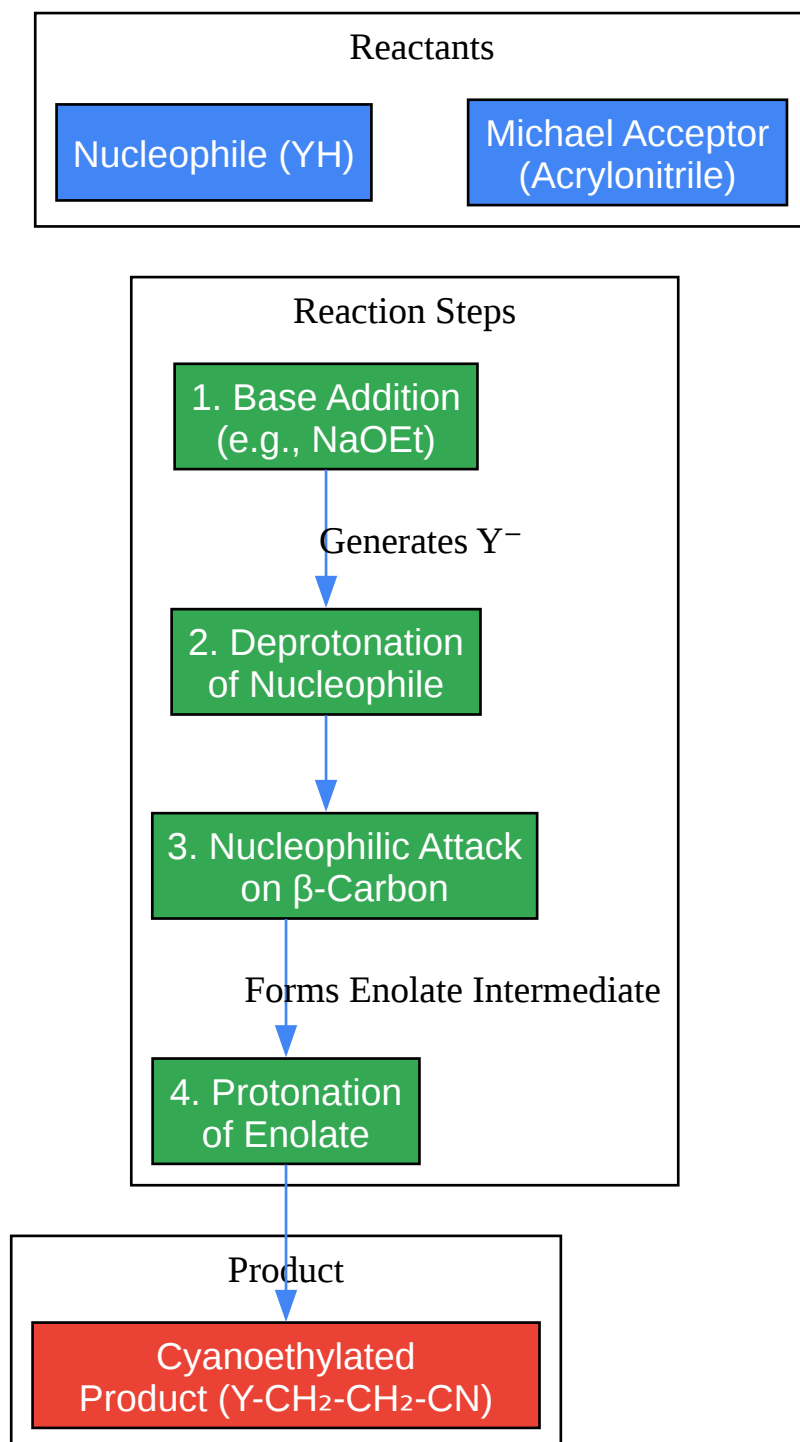 Reactants
Nucleophile (YH)
Michael Acceptor
(Acrylonitrile)
Reaction Steps
1. Base Addition
(e.g., NaOEt)
Generates Y⁻
2. Deprotonation
of Nucleophile
3. Nucleophilic Attack
on β-Carbon
Forms Enolate Intermediate
4. Protonation
of Enolate
Product
Cyanoethylated
Product (Y-CH₂-CH₂-CN)